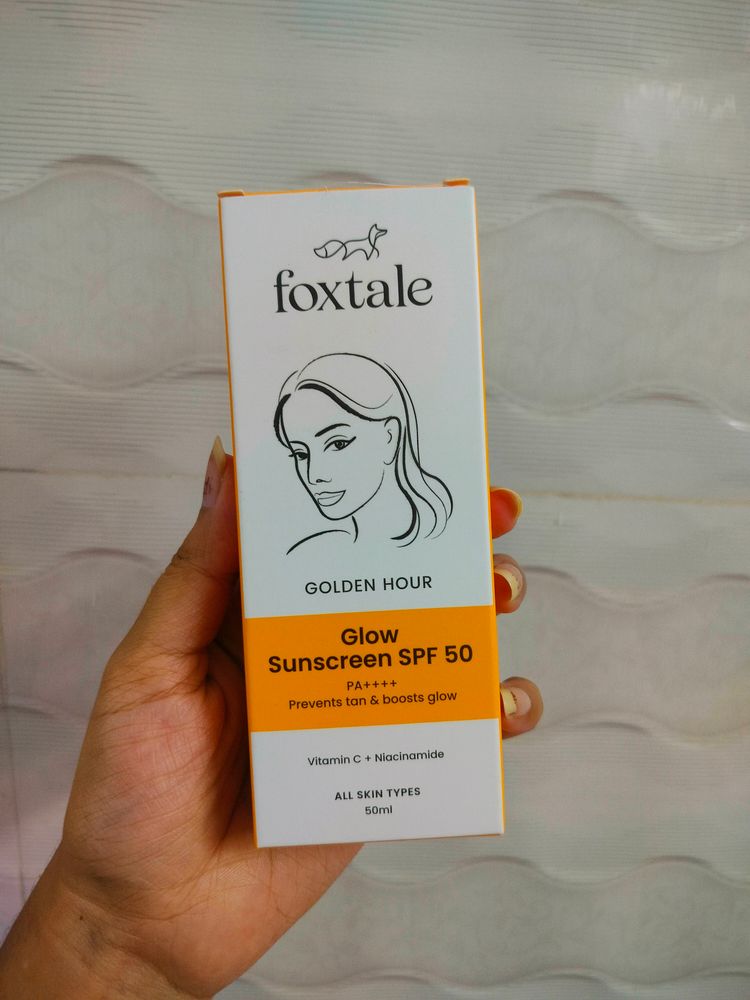 foxtale
GOLDEN HOUR
Glow
Sunscreen SPF 50
PA++++
Prevents tan & boosts glow
Vitamin C + Niacinamide
ALL SKIN TYPES
50ml